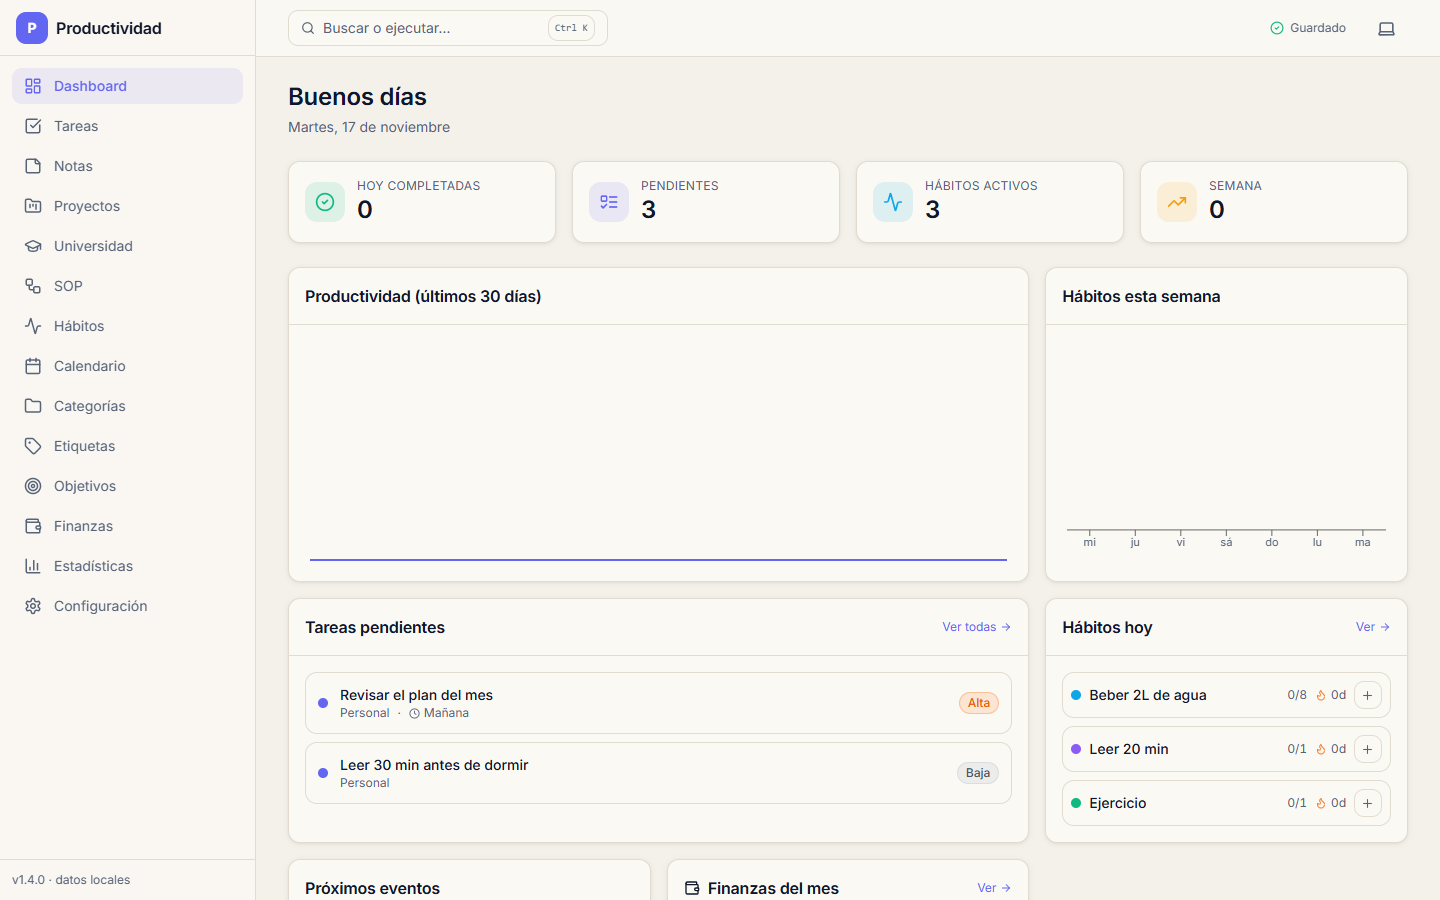 P Productividad
Buscar o ejecutar... Ctrl K
Guardado
Dashboard
Tareas
Notas
Proyectos
Universidad
SOP
Hábitos
Calendario
Categorías
Etiquetas
Objetivos
Finanzas
Estadísticas
Configuración
v1.4.0 · datos locales
Buenos días
Martes, 17 de noviembre
HOY COMPLETADAS
0
PENDIENTES
3
HÁBITOS ACTIVOS
3
SEMANA
0
Productividad (últimos 30 días)
Hábitos esta semana
mi ju vi sá do lu ma
Tareas pendientes
Ver todas →
Revisar el plan del mes
Personal · Mañana
Alta
Leer 30 min antes de dormir
Personal
Baja
Hábitos hoy
Ver →
Beber 2L de agua 0/8 0d +
Leer 20 min 0/1 0d +
Ejercicio 0/1 0d +
Próximos eventos
Finanzas del mes
Ver →